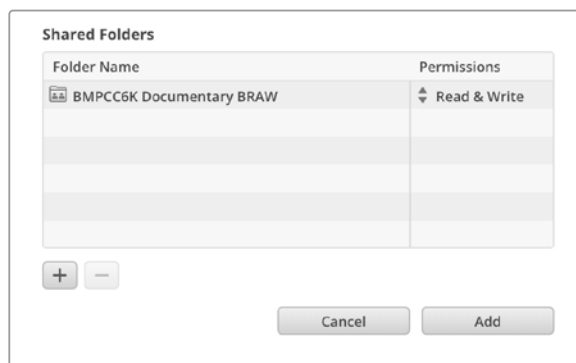 Shared Folders
Folder Name Permissions
BMPCC6K Documentary BRAW Read & Write
+ −
Cancel Add